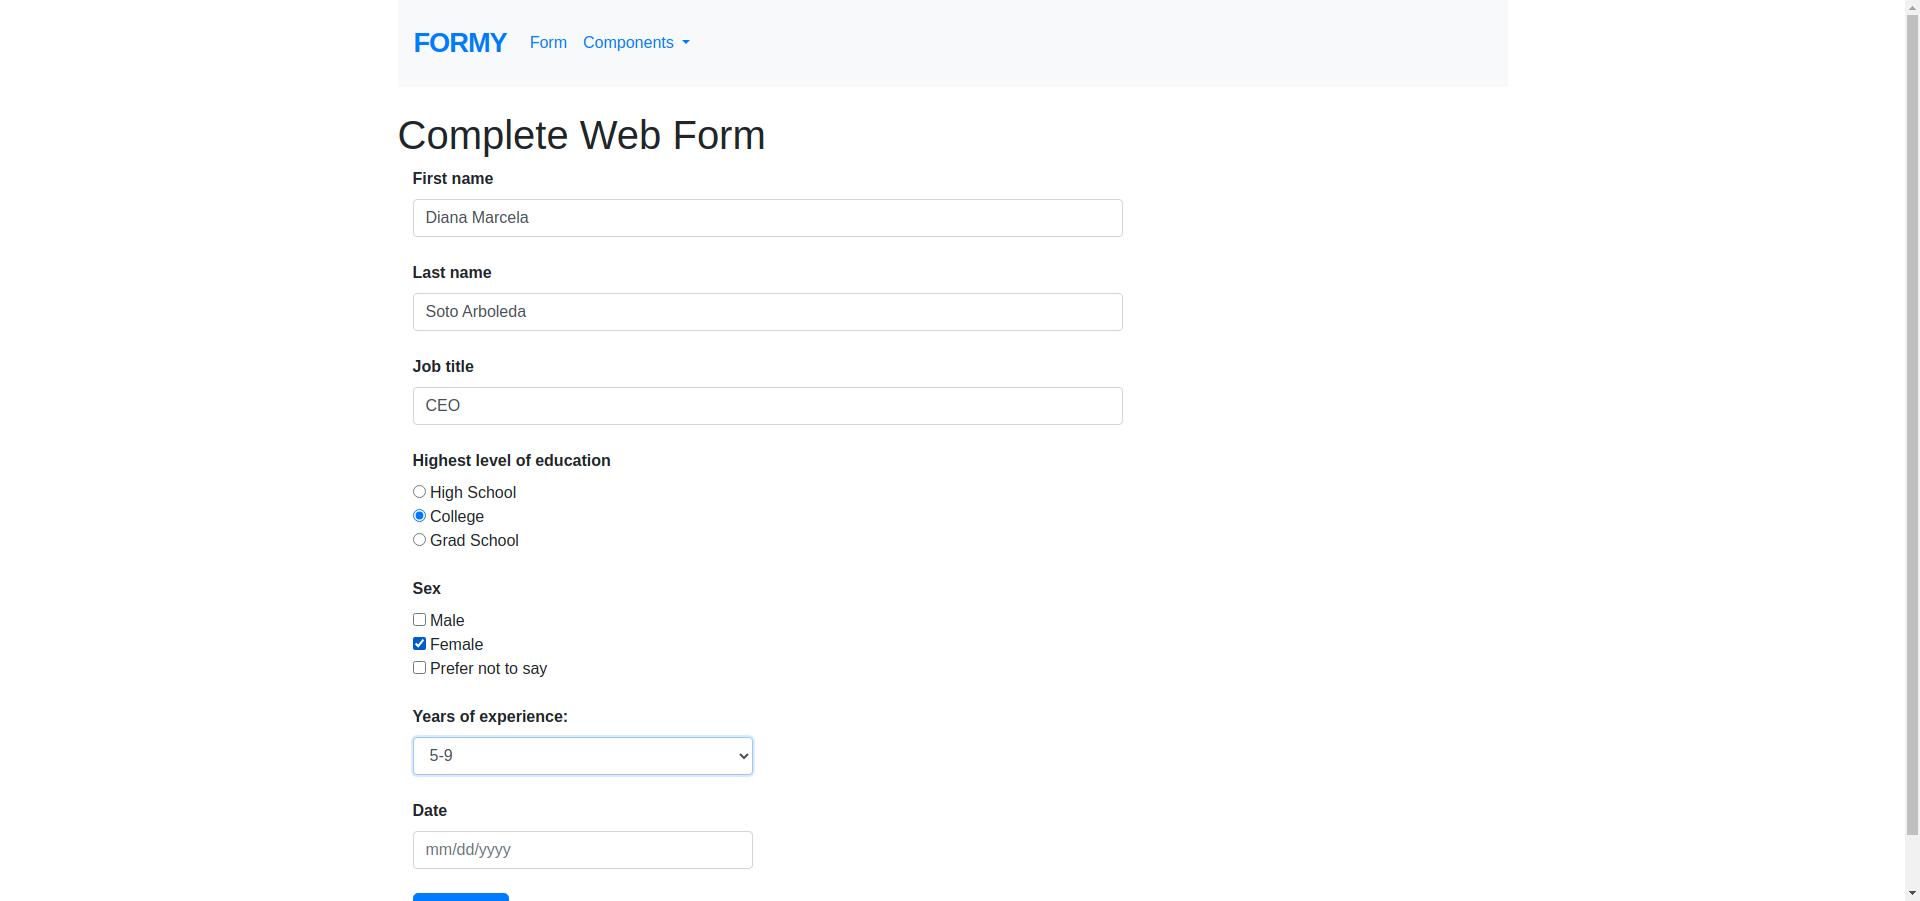 FORMY Form Components
Complete Web Form
First name
Diana Marcela
Last name
Soto Arboleda
Job title
CEO
Highest level of education
High School
College
Grad School
Sex
Male
Female
Prefer not to say
Years of experience:
5-9
Date
mm/dd/yyyy